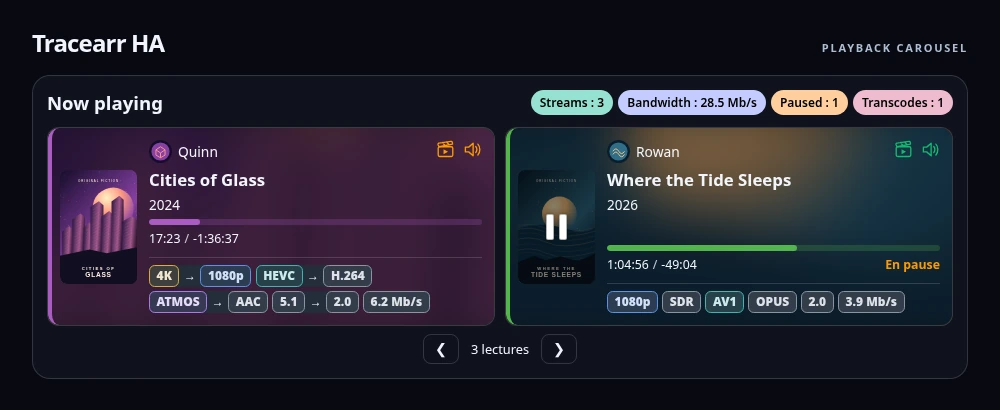 Tracearr HA
PLAYBACK CAROUSEL
Now playing
Streams : 3
Bandwidth : 28.5 Mb/s
Paused : 1
Transcodes : 1
Quinn
ORIGINAL FICTION
CITIES OF
GLASS
Cities of Glass
2024
17:23 / -1:36:37
4K → 1080p HEVC → H.264
ATMOS → AAC 5.1 → 2.0 6.2 Mb/s
Rowan
ORIGINAL FICTION
WHERE THE
TIDE SLEEPS
Where the Tide Sleeps
2026
1:04:56 / -49:04
En pause
1080p SDR AV1 OPUS 2.0 3.9 Mb/s
❮ 3 lectures ❯